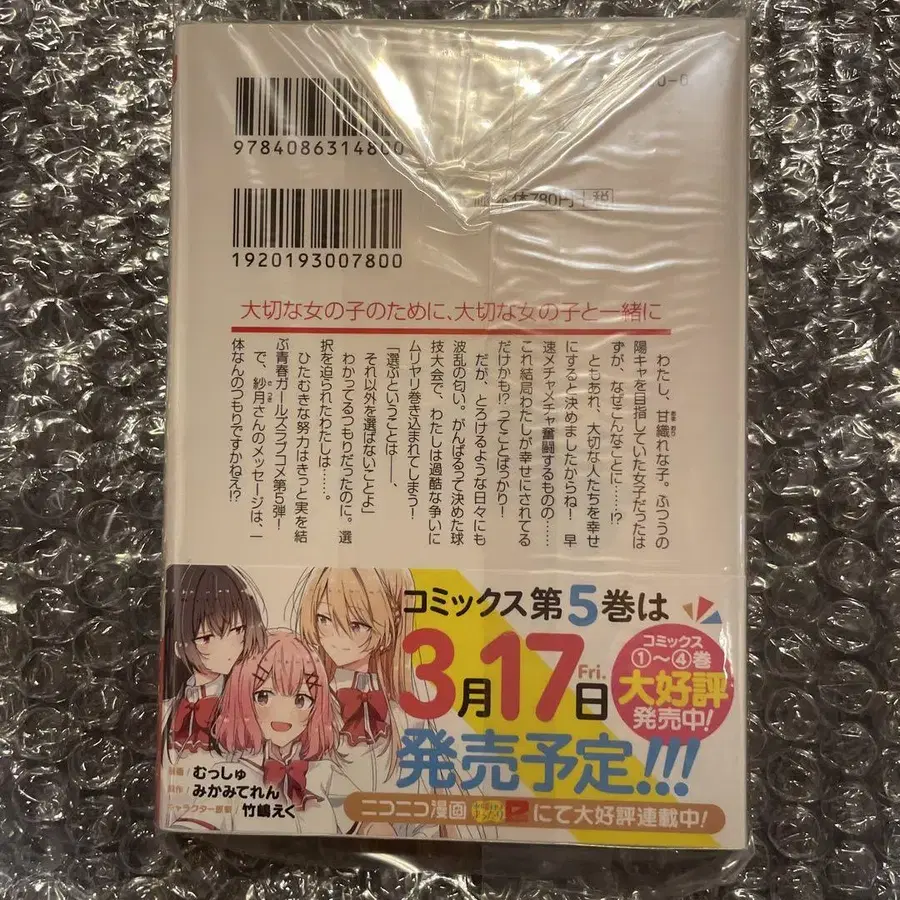 9784086314800
0-0
体780円+税
1920193007800
大切な女の子のために、大切な女の子と一緒に
わたし、甘織れな子。ふつうの
陽キャを目指していた女子だったは
ずが、なぜこんなことに……!?
ともあれ、大切な人たちを幸せ
にすると決めましたからね！ 早
速メチャメチャ奮闘するものの……
これ結局わたしが幸せにされてる
だけかも!? ってことばっかり！
だが、とろけるような日々にも
波乱の匂い。がんばるって決めた球
技大会で、わたしは過酷な争いに
ムリヤリ巻き込まれてしまう！
「選ぶということは――、
それ以外を選ばないことよ」
わかってるつもりだったのに。選
択を迫られたわたしは……。
ひたむきな努力はきっと実を結
ぶ青春ガールズラブコメ第5弾！
で、紗月さんのメッセージは、一
体なんのつもりですかねえ!?
コミックス第5巻は
3月17日
Fri.
発売予定!!!
コミックス
①〜④巻
大好評
発売中!
漫画/むっしゅ
原作/みかみてれん
キャラクター原案/竹嶋えく
ニコニコ漫画
にて大好評連載中!